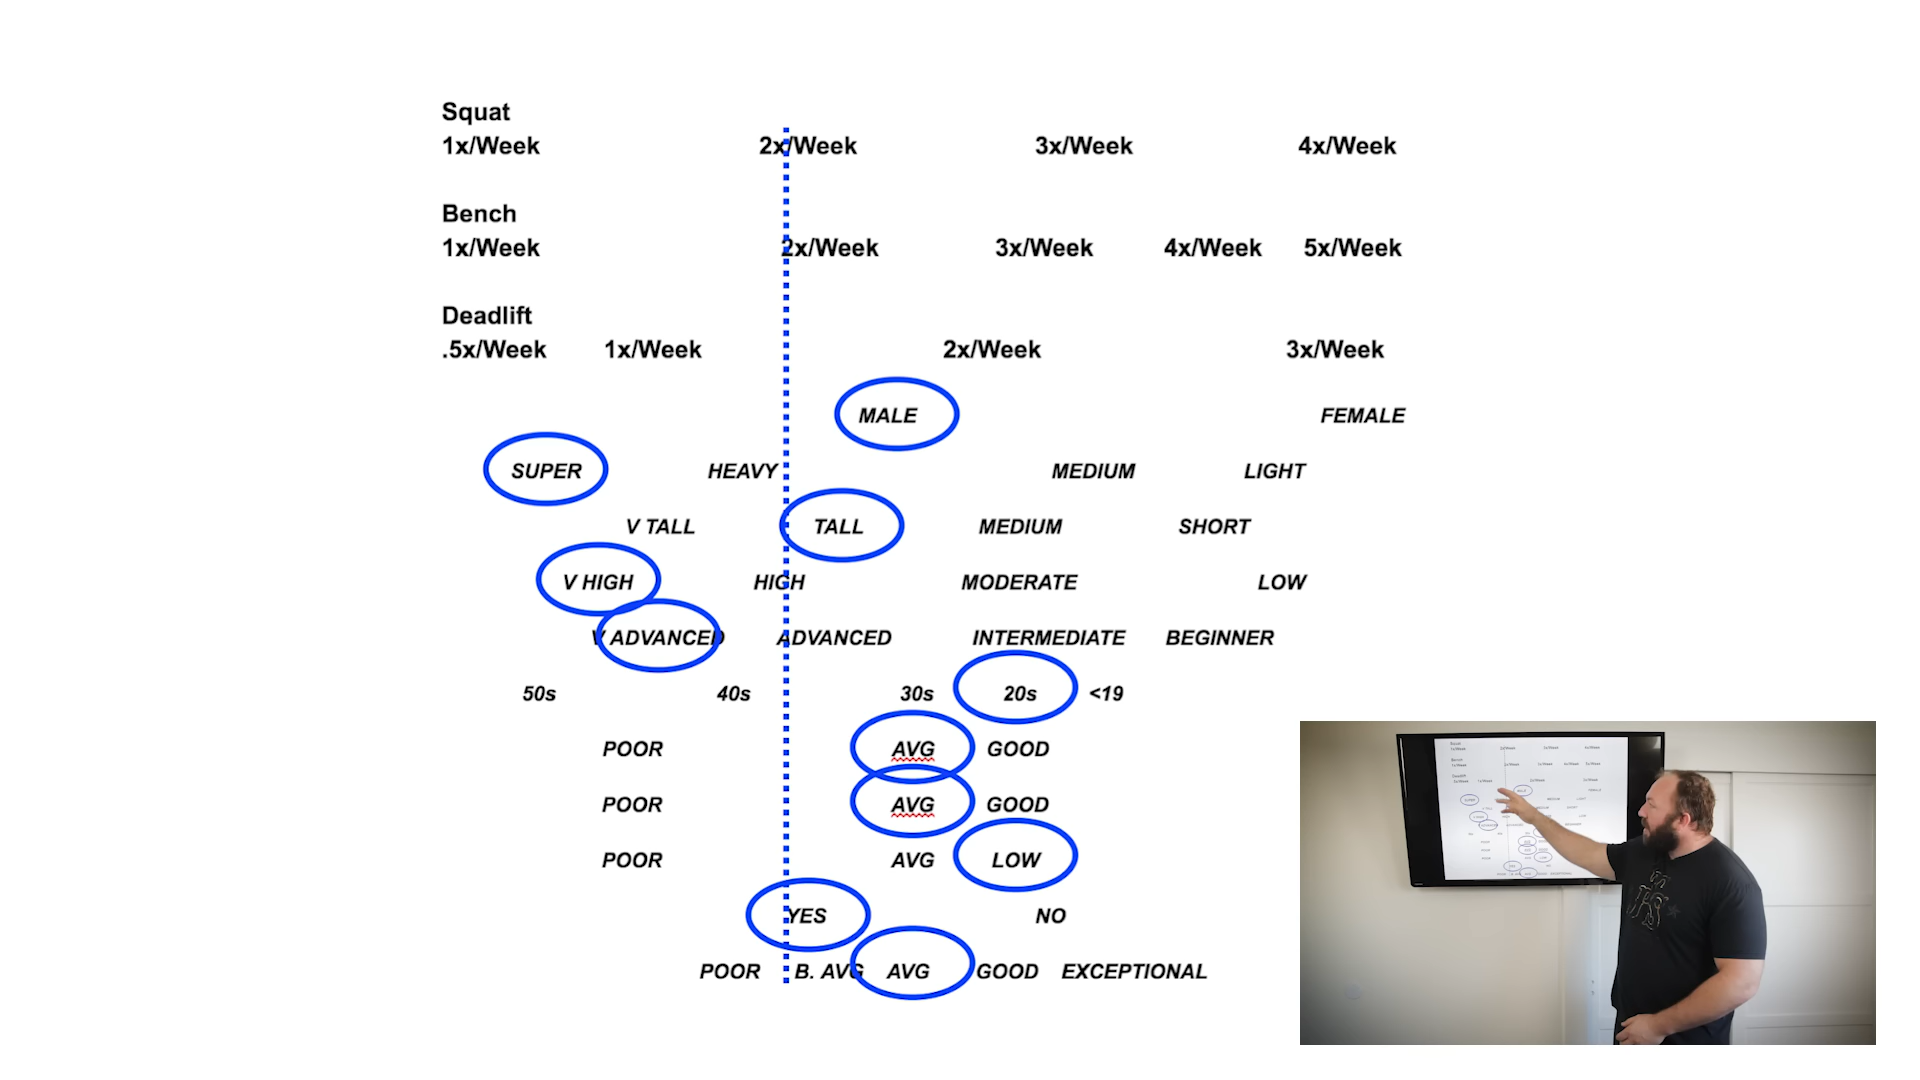 Squat
1x/Week 2x/Week 3x/Week 4x/Week
Bench
1x/Week 2x/Week 3x/Week 4x/Week 5x/Week
Deadlift
.5x/Week 1x/Week 2x/Week 3x/Week
MALE FEMALE
SUPER HEAVY MEDIUM LIGHT
V TALL TALL MEDIUM SHORT
V HIGH HIGH MODERATE LOW
V ADVANCED ADVANCED INTERMEDIATE BEGINNER
50s 40s 30s 20s <19
POOR AVG GOOD
POOR AVG GOOD
POOR AVG LOW
YES NO
POOR B. AVG AVG GOOD EXCEPTIONAL